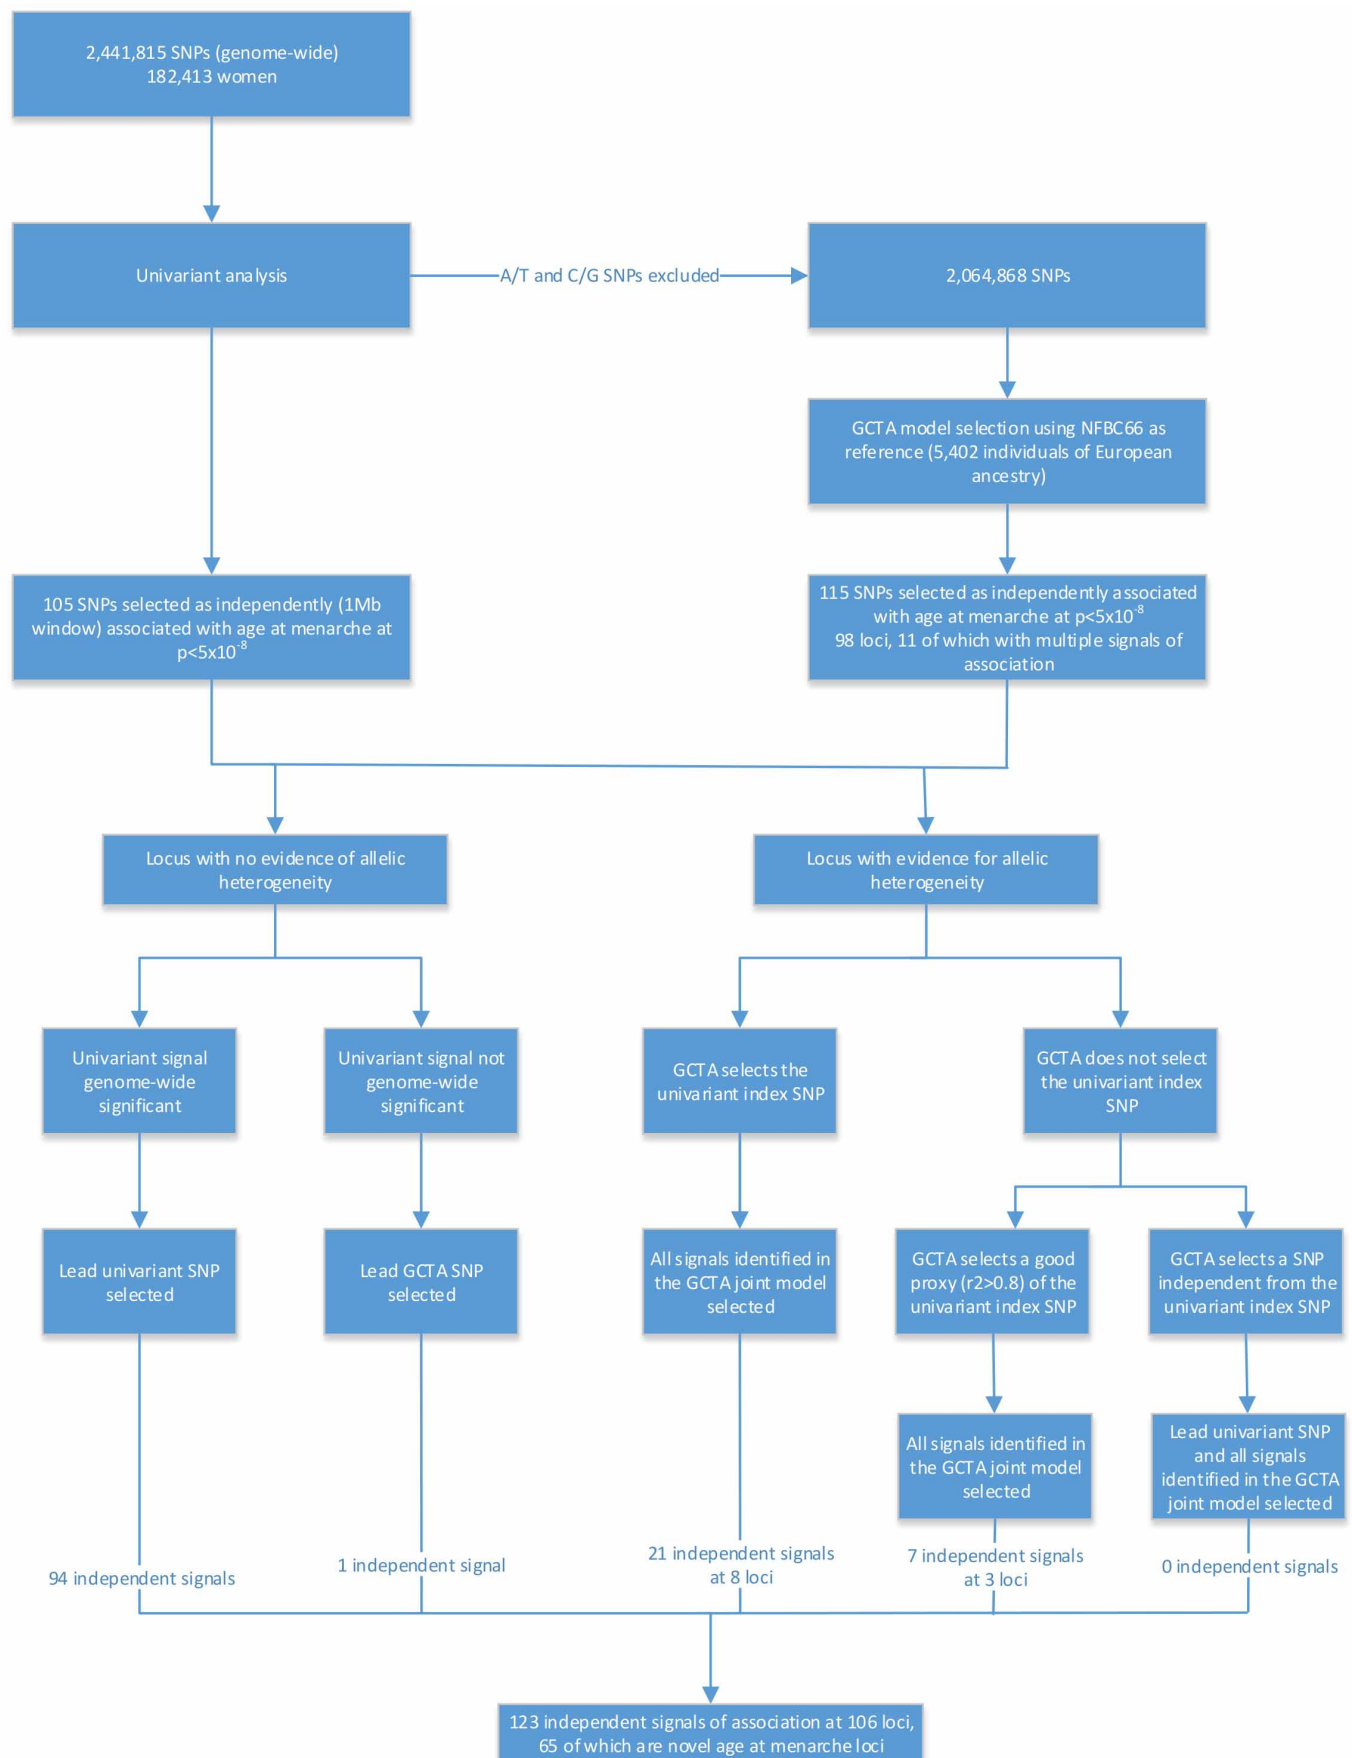 2,441,815 SNPs (genome-wide)
182,413 women
Univariant analysis
A/T and C/G SNPs excluded
2,064,868 SNPs
GCTA model selection using NFBC66 as
reference (5,402 individuals of European
ancestry)
105 SNPs selected as independently (1Mb
window) associated with age at menarche at
p<5x10⁻⁸
115 SNPs selected as independently associated
with age at menarche at p<5x10⁻⁸
98 loci, 11 of which with multiple signals of
association
Locus with no evidence of allelic
heterogeneity
Locus with evidence for allelic
heterogeneity
Univariant signal
genome-wide
significant
Univariant signal not
genome-wide
significant
GCTA selects the
univariant index SNP
GCTA does not select
the univariant index
SNP
Lead univariant SNP
selected
Lead GCTA SNP
selected
All signals identified in
the GCTA joint model
selected
GCTA selects a good
proxy (r2>0.8) of the
univariant index SNP
GCTA selects a SNP
independent from the
univariant index SNP
All signals identified in
the GCTA joint model
selected
Lead univariant SNP
and all signals
identified in the GCTA
joint model selected
94 independent signals
1 independent signal
21 independent signals
at 8 loci
7 independent signals
at 3 loci
0 independent signals
123 independent signals of association at 106 loci,
65 of which are novel age at menarche loci